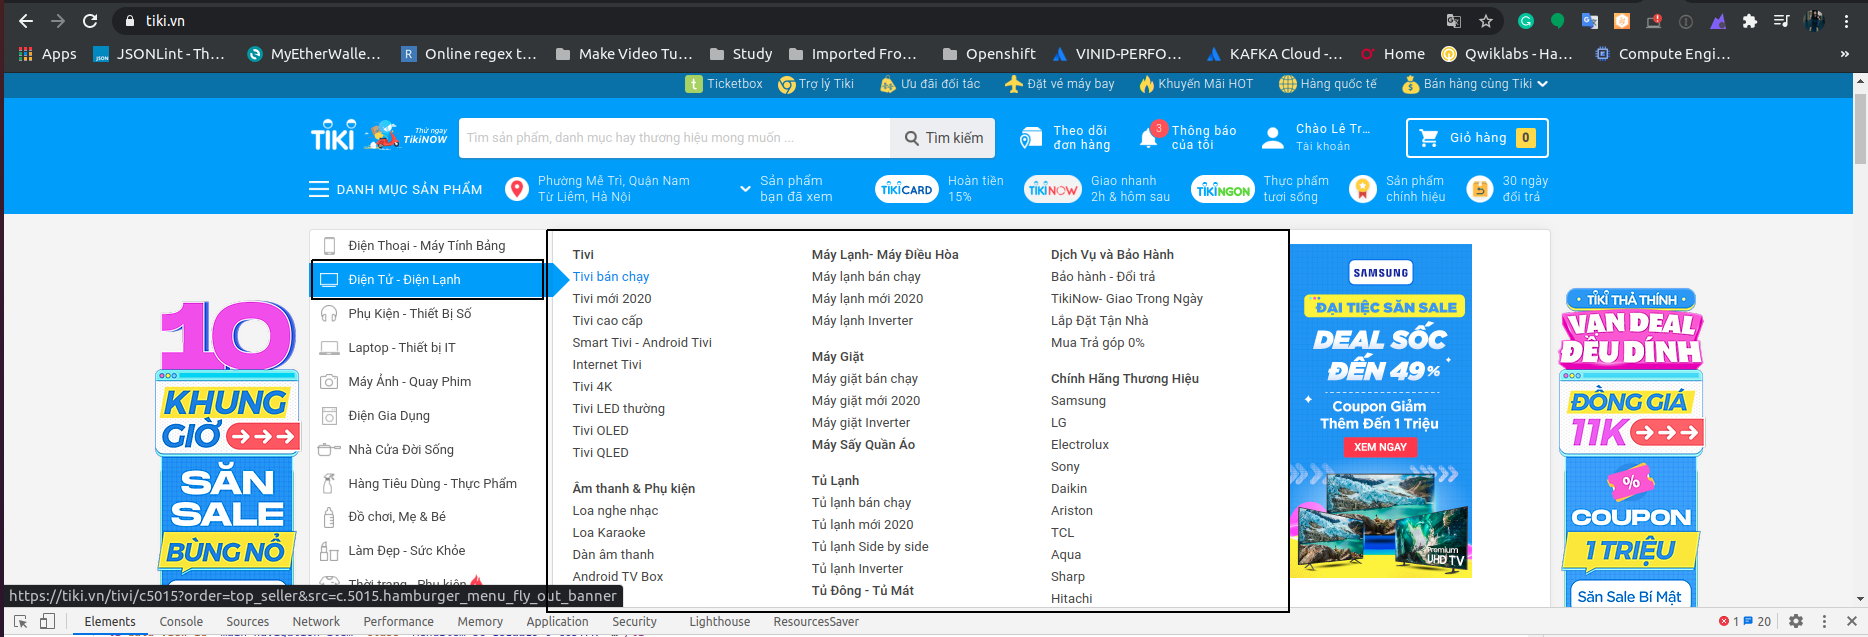 tiki.vn
Apps
JSONLint - Th...
MyEtherWalle...
Online regex t...
Make Video Tu...
Study
Imported Fro...
Openshift
VINID-PERFO...
KAFKA Cloud -...
Home
Qwiklabs - Ha...
Compute Engi...
»
Ticketbox
Trợ lý Tiki
Ưu đãi đối tác
Đặt vé máy bay
Khuyến Mãi HOT
Hàng quốc tế
Bán hàng cùng Tiki
TIKI
Thử ngay
TikiNOW
Tìm sản phẩm, danh mục hay thương hiệu mong muốn ...
Tìm kiếm
Theo dõi
đơn hàng
3
Thông báo
của tôi
Chào Lê Tr...
Tài khoản
Giỏ hàng
0
DANH MỤC SẢN PHẨM
Phường Mễ Trì, Quận Nam
Từ Liêm, Hà Nội
Sản phẩm
bạn đã xem
TIKICARD
Hoàn tiền
15%
TIKINOW
Giao nhanh
2h & hôm sau
TIKINGON
Thực phẩm
tươi sống
Sản phẩm
chính hiệu
30 ngày
đổi trả
Điện Thoại - Máy Tính Bảng
Điện Tử - Điện Lạnh
Phụ Kiện - Thiết Bị Số
Laptop - Thiết bị IT
Máy Ảnh - Quay Phim
Điện Gia Dụng
Nhà Cửa Đời Sống
Hàng Tiêu Dùng - Thực Phẩm
Đồ chơi, Mẹ & Bé
Làm Đẹp - Sức Khỏe
Thời trang - Phụ kiện
Tivi
Tivi bán chạy
Tivi mới 2020
Tivi cao cấp
Smart Tivi - Android Tivi
Internet Tivi
Tivi 4K
Tivi LED thường
Tivi OLED
Tivi QLED
Âm thanh & Phụ kiện
Loa nghe nhạc
Loa Karaoke
Dàn âm thanh
Android TV Box
Máy Lạnh- Máy Điều Hòa
Máy lạnh bán chạy
Máy lạnh mới 2020
Máy lạnh Inverter
Máy Giặt
Máy giặt bán chạy
Máy giặt mới 2020
Máy giặt Inverter
Máy Sấy Quần Áo
Tủ Lạnh
Tủ lạnh bán chạy
Tủ lạnh mới 2020
Tủ lạnh Side by side
Tủ lạnh Inverter
Tủ Đông - Tủ Mát
Dịch Vụ và Bảo Hành
Bảo hành - Đổi trả
TikiNow- Giao Trong Ngày
Lắp Đặt Tận Nhà
Mua Trả góp 0%
Chính Hãng Thương Hiệu
Samsung
LG
Electrolux
Sony
Daikin
Ariston
TCL
Aqua
Sharp
Hitachi
SAMSUNG
ĐẠI TIỆC SĂN SALE
DEAL SỐC
ĐẾN 49%
Coupon Giảm
Thêm Đến 1 Triệu
XEM NGAY
Premium
UHD TV
10
KHUNG
GIỜ
SĂN
SALE
BÙNG NỔ
TIKI THẢ THÍNH
VẠN DEAL
ĐỀU DÍNH
ĐỒNG GIÁ
11K
%
COUPON
1 TRIỆU
Săn Sale Bí Mật
https://tiki.vn/tivi/c5015?order=top_seller&src=c.5015.hamburger_menu_fly_out_banner
Elements
Console
Sources
Network
Performance
Memory
Application
Security
Lighthouse
ResourcesSaver
1
20